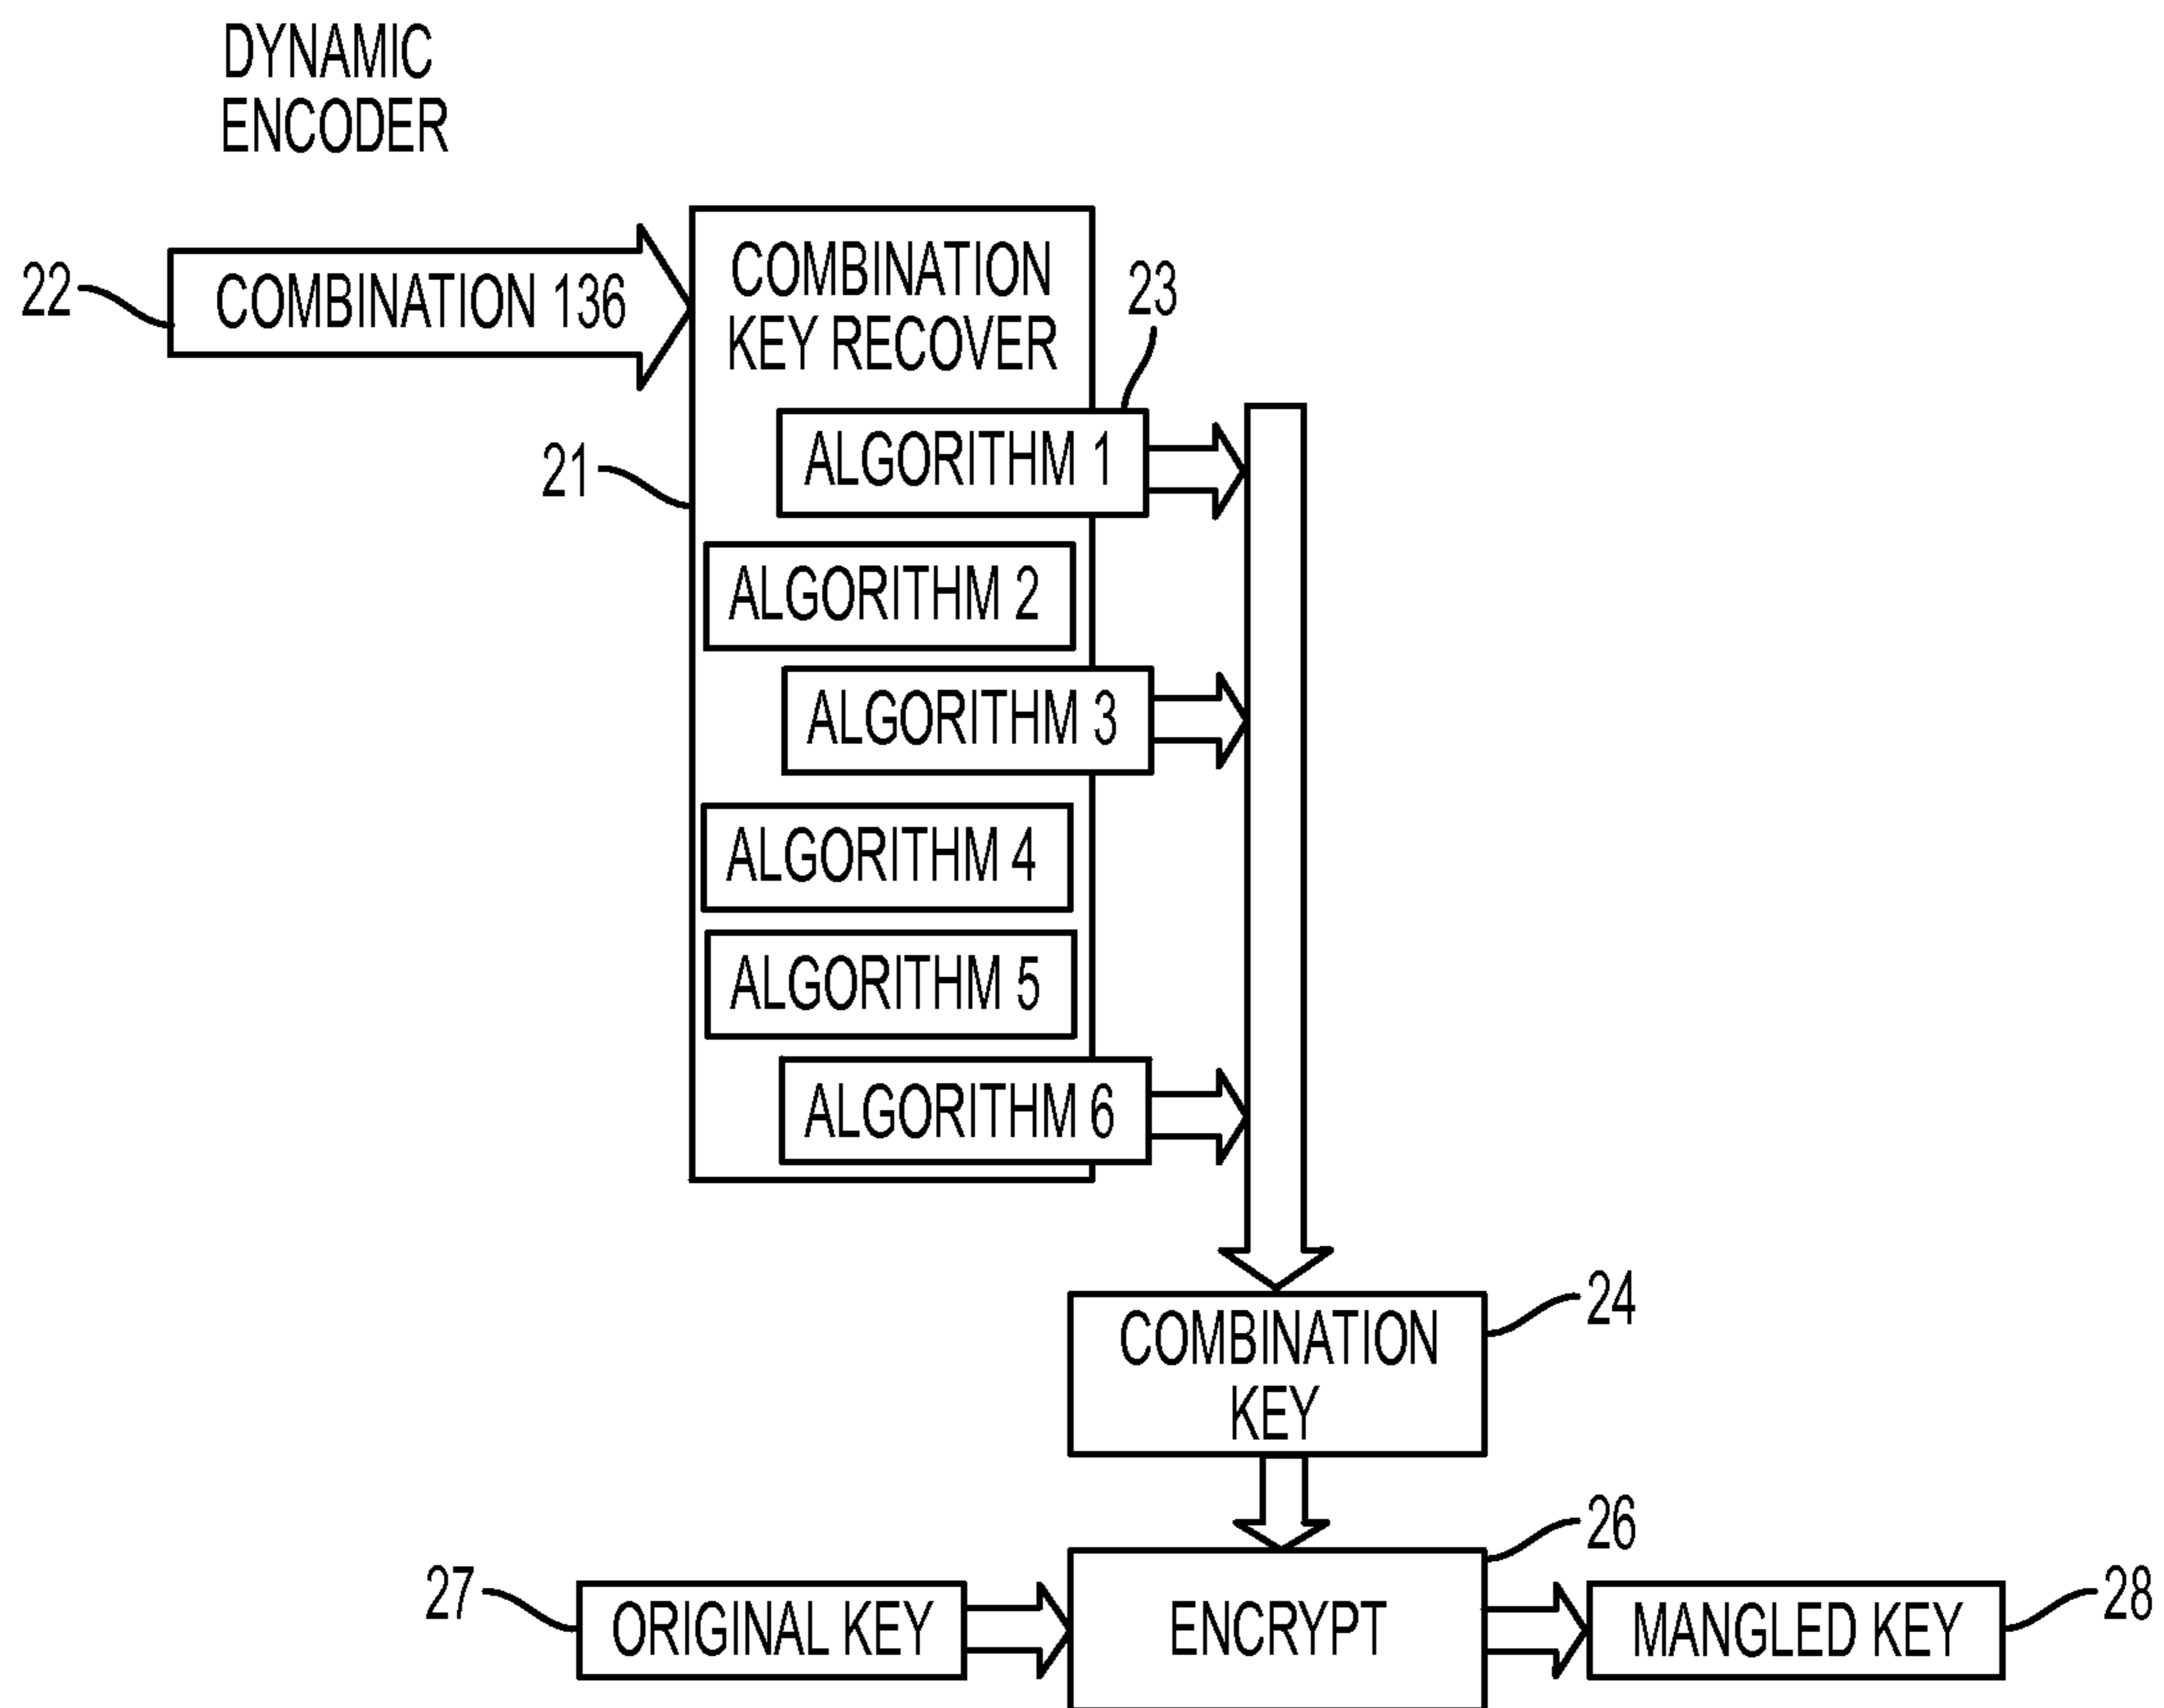 DYNAMIC
ENCODER
22
COMBINATION 136
COMBINATION
KEY RECOVER
23
21
ALGORITHM 1
ALGORITHM 2
ALGORITHM 3
ALGORITHM 4
ALGORITHM 5
ALGORITHM 6
COMBINATION
KEY
24
26
27
ORIGINAL KEY
ENCRYPT
MANGLED KEY
28